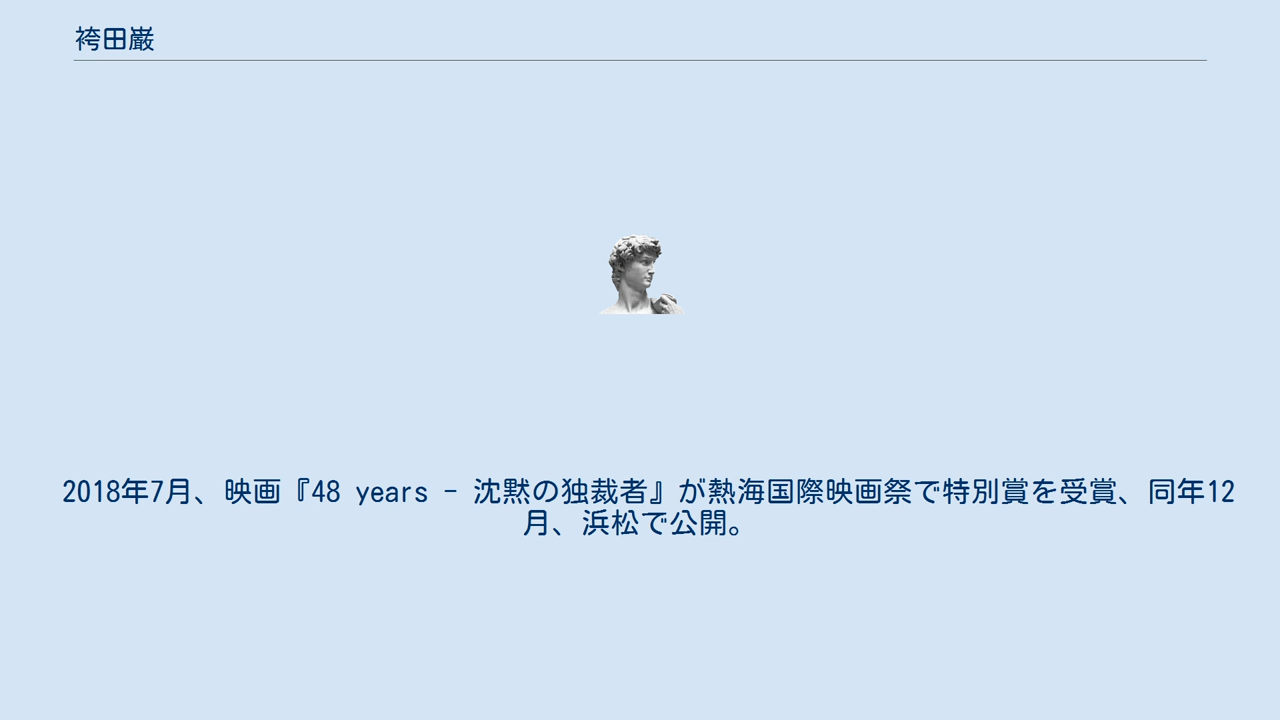 袴田巌
2018年7月、映画『48 years - 沈黙の独裁者』が熱海国際映画祭で特別賞を受賞、同年12
月、浜松で公開。